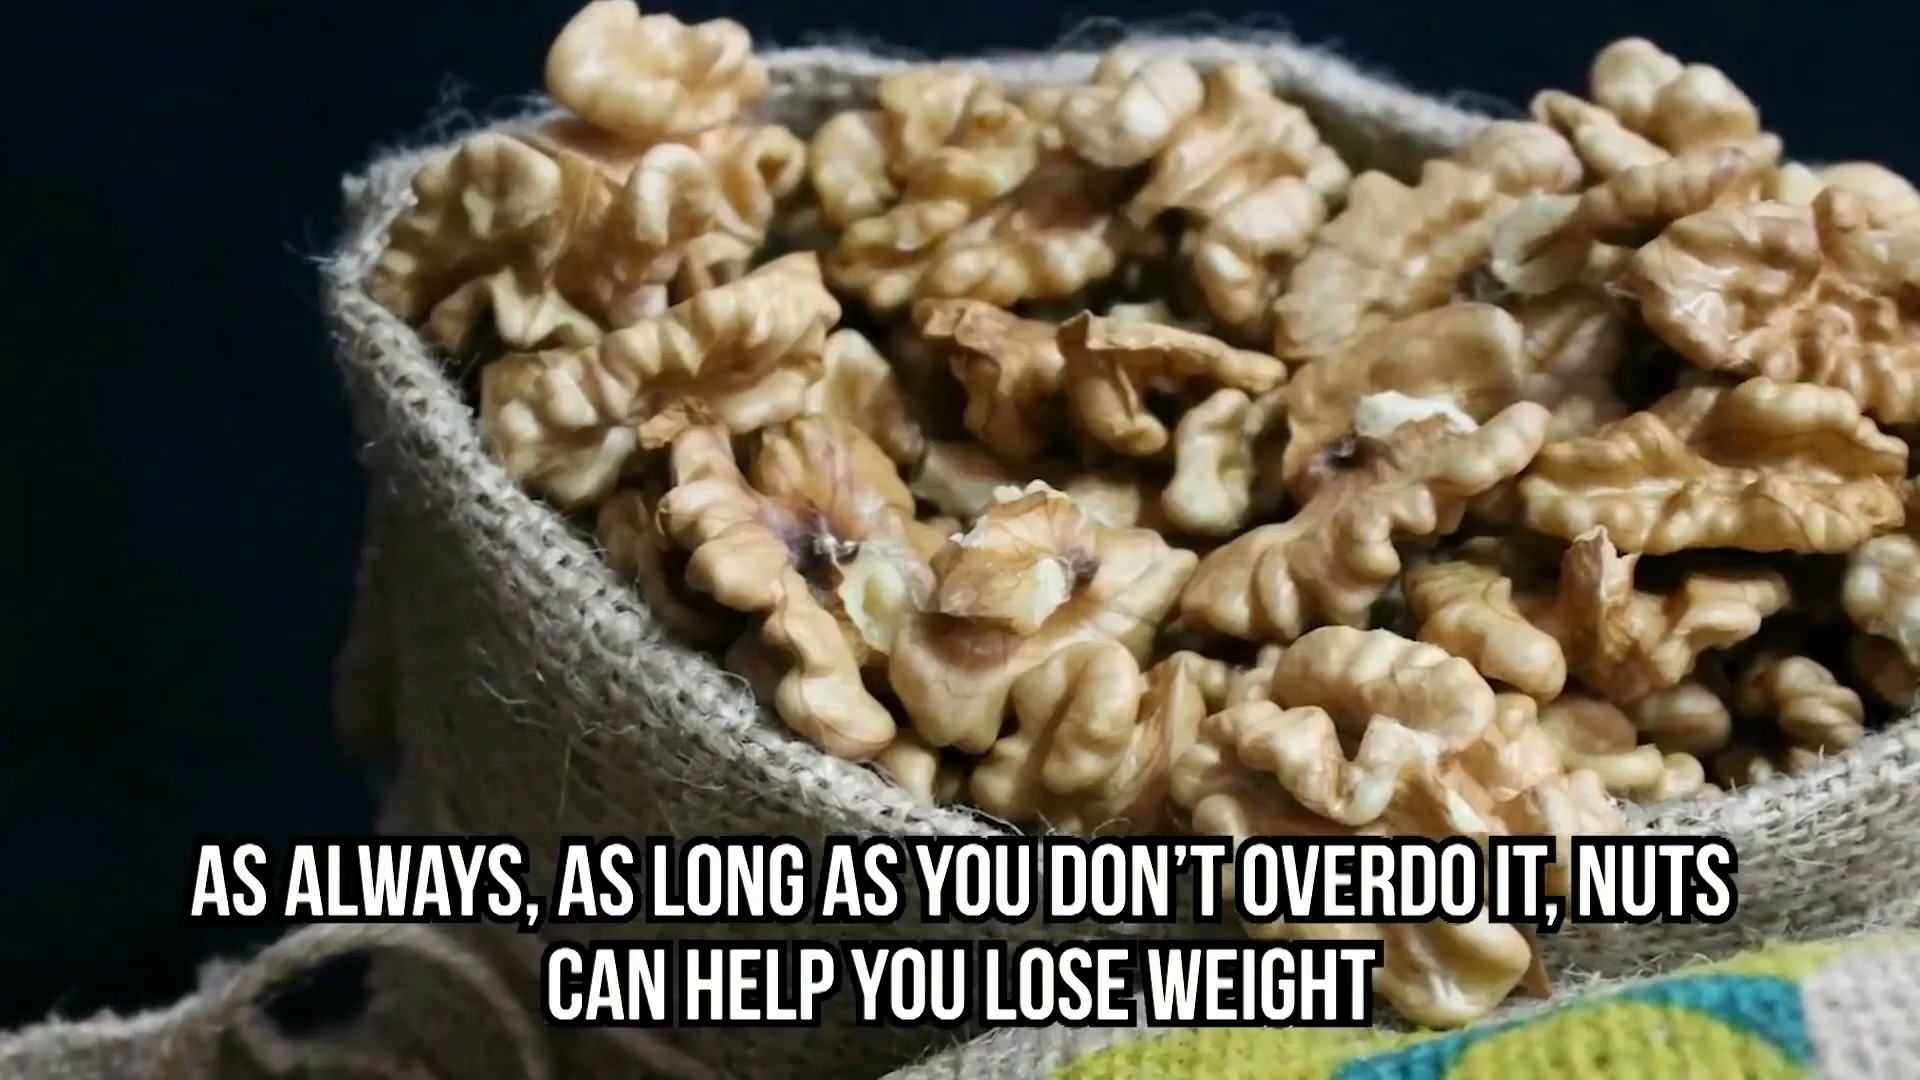 AS ALWAYS, AS LONG AS YOU DON’T OVERDO IT, NUTS
CAN HELP YOU LOSE WEIGHT